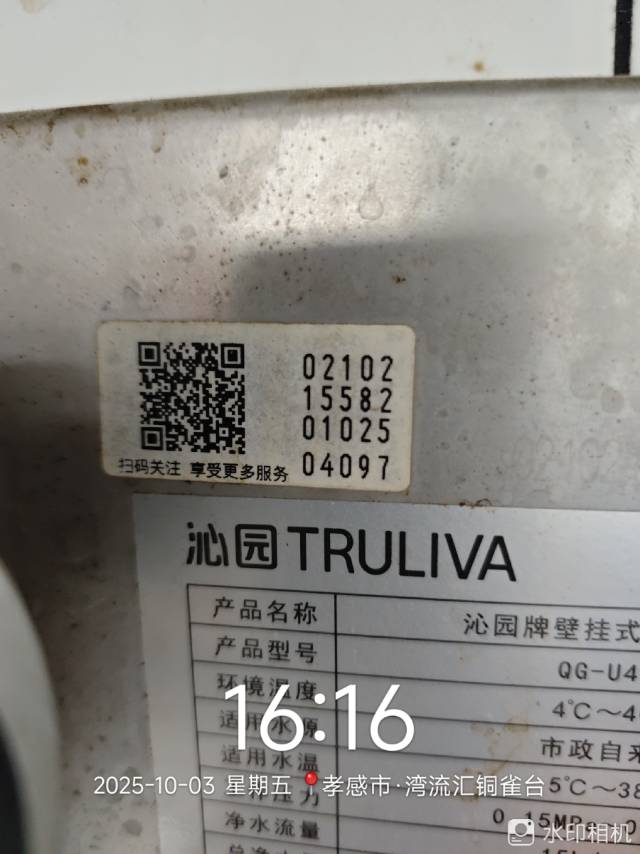 02102
15582
01025
04097
扫码关注 享受更多服务
沁园 TRULIVA
产品名称 沁园牌壁挂式
产品型号 QG-U4
环境温度 4℃～4
适用水源 市政自来
适用水温 5℃～38
压力 0.15MPa
净水流量
16:16
2025-10-03 星期五 孝感市·湾流汇铜雀台
水印相机